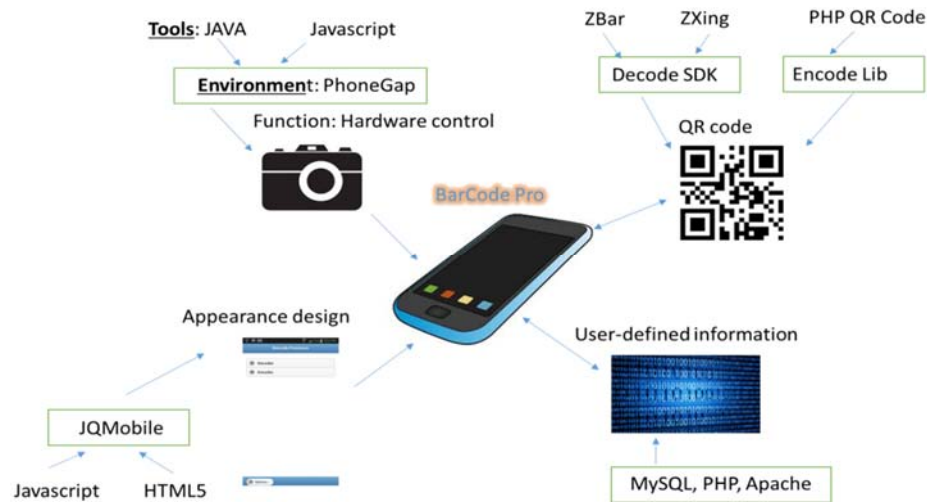 Tools: JAVA
Javascript
Environment: PhoneGap
Function: Hardware control
ZBar
ZXing
PHP QR Code
Decode SDK
Encode Lib
QR code
BarCode Pro
Appearance design
JQMobile
Javascript
HTML5
User-defined information
MySQL, PHP, Apache